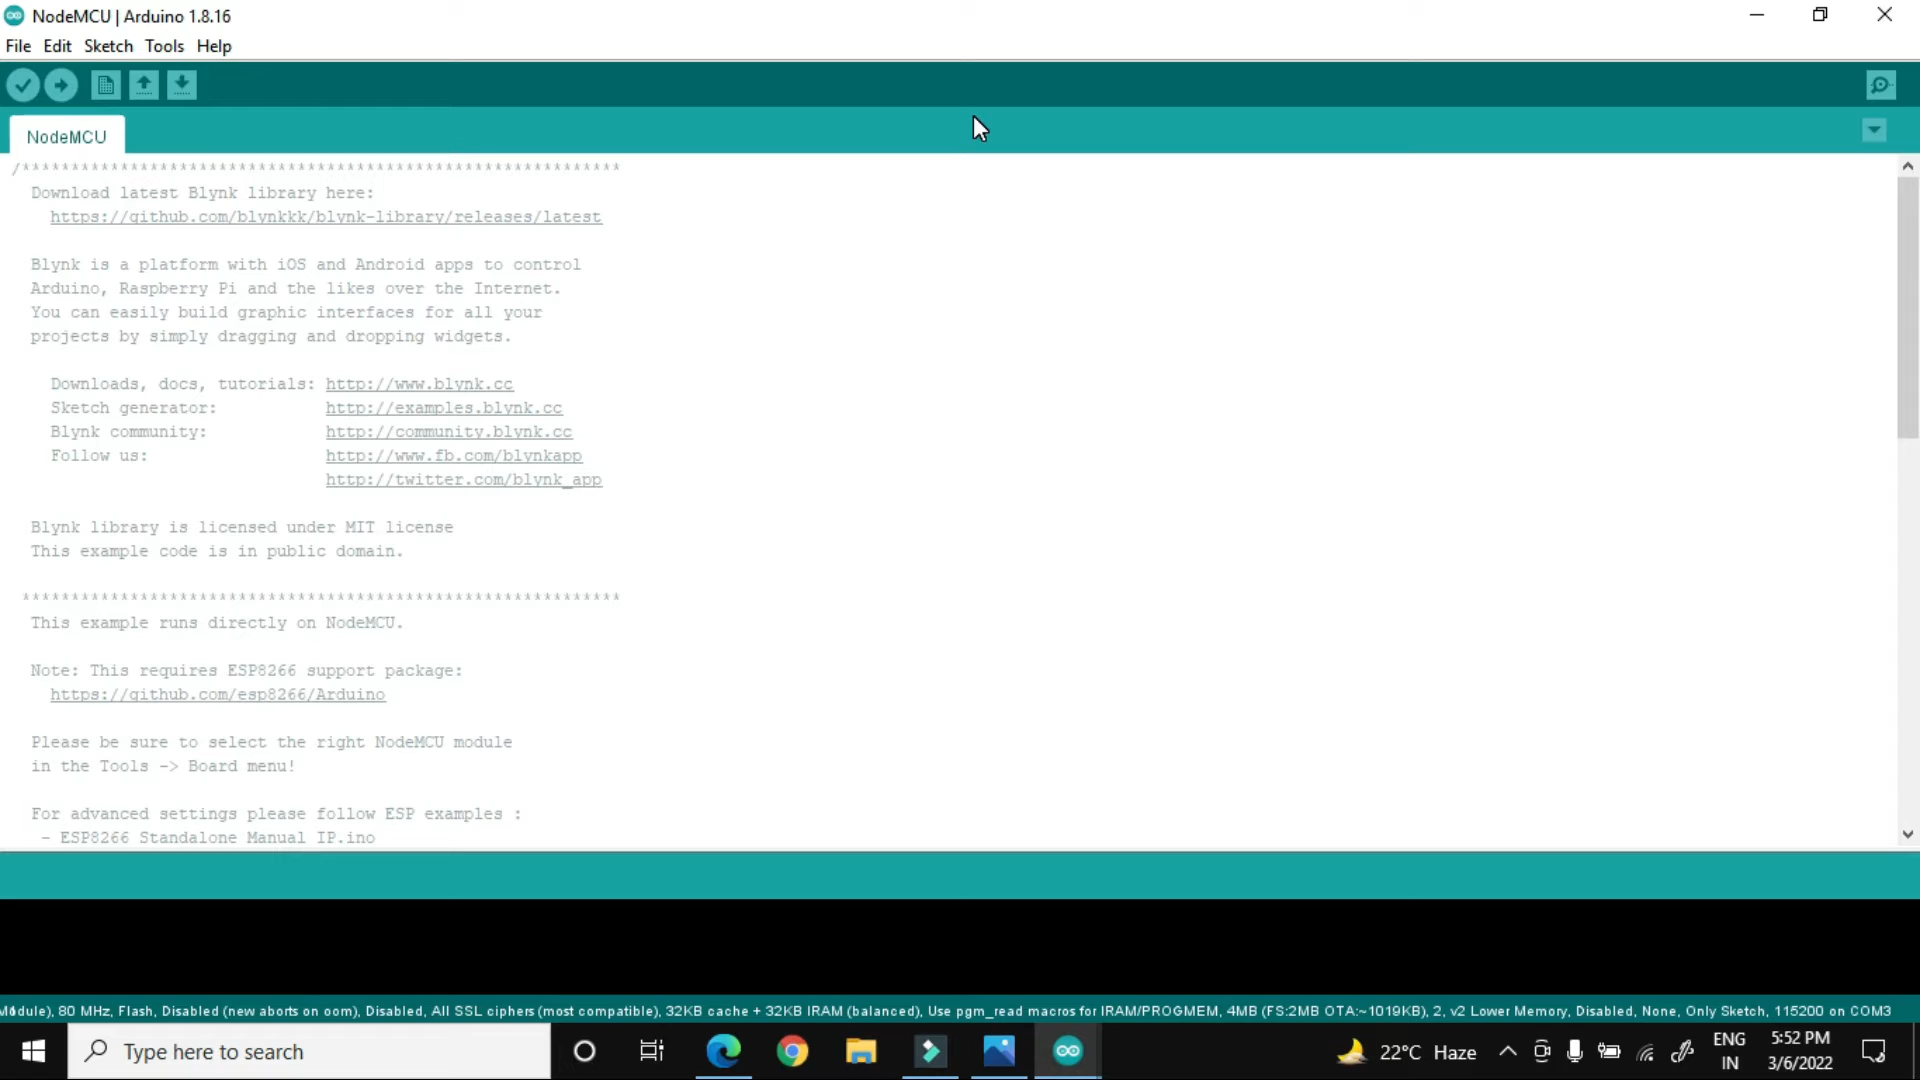 NodeMCU | Arduino 1.8.16
File Edit Sketch Tools Help
NodeMCU
/*************************************************************
Download latest Blynk library here:
https://github.com/blynkkk/blynk-library/releases/latest
Blynk is a platform with iOS and Android apps to control
Arduino, Raspberry Pi and the likes over the Internet.
You can easily build graphic interfaces for all your
projects by simply dragging and dropping widgets.
Downloads, docs, tutorials: http://www.blynk.cc
Sketch generator: http://examples.blynk.cc
Blynk community: http://community.blynk.cc
Follow us: http://www.fb.com/blynkapp
http://twitter.com/blynk_app
Blynk library is licensed under MIT license
This example code is in public domain.
*************************************************************
This example runs directly on NodeMCU.
Note: This requires ESP8266 support package:
https://github.com/esp8266/Arduino
Please be sure to select the right NodeMCU module
in the Tools -> Board menu!
For advanced settings please follow ESP examples :
- ESP8266 Standalone Manual IP.ino
80 MHz, Flash, Disabled (new aborts on oom), Disabled, All SSL ciphers (most compatible), 32KB cache + 32KB IRAM (balanced), Use pgm_read macros for IRAM/PROGMEM, 4MB (FS:2MB OTA:~1019KB), 2, v2 Lower Memory, Disabled, None, Only Sketch, 115200 on COM3
Type here to search
22°C Haze
ENG
IN
5:52 PM
3/6/2022